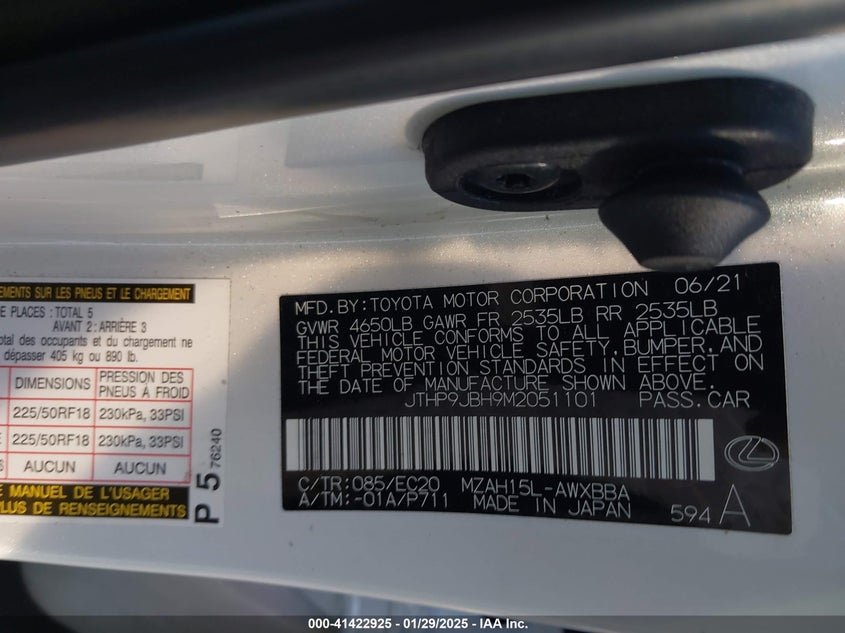 EMENTS SUR LES PNEUS ET LE CHARGEMENT
E PLACES : TOTAL 5
AVANT 2 : ARRIÈRE 3
total des occupants et du chargement ne
dépasser 405 kg ou 890 lb.
DIMENSIONS PRESSION DES PNEUS À FROID
225/50RF18 230kPa, 33PSI
225/50RF18 230kPa, 33PSI
AUCUN AUCUN
E MANUEL DE L'USAGER
PLUS DE RENSEIGNEMENTS
P 5 76240
MFD.BY:TOYOTA MOTOR CORPORATION 06/21
GVWR 4650LB GAWR FR 2535LB RR 2535LB
THIS VEHICLE CONFORMS TO ALL APPLICABLE
FEDERAL MOTOR VEHICLE SAFETY,BUMPER,AND
THEFT PREVENTION STANDARDS IN EFFECT ON
THE DATE OF MANUFACTURE SHOWN ABOVE.
JTHP9JBH9M2051101 PASS.CAR
C/TR:085/EC20 MZAH15L-AWXBBA
A/TM:-01A/P711 MADE IN JAPAN 594 A
OWN - 41422925 - 01/29/2025 - IAA Inc.